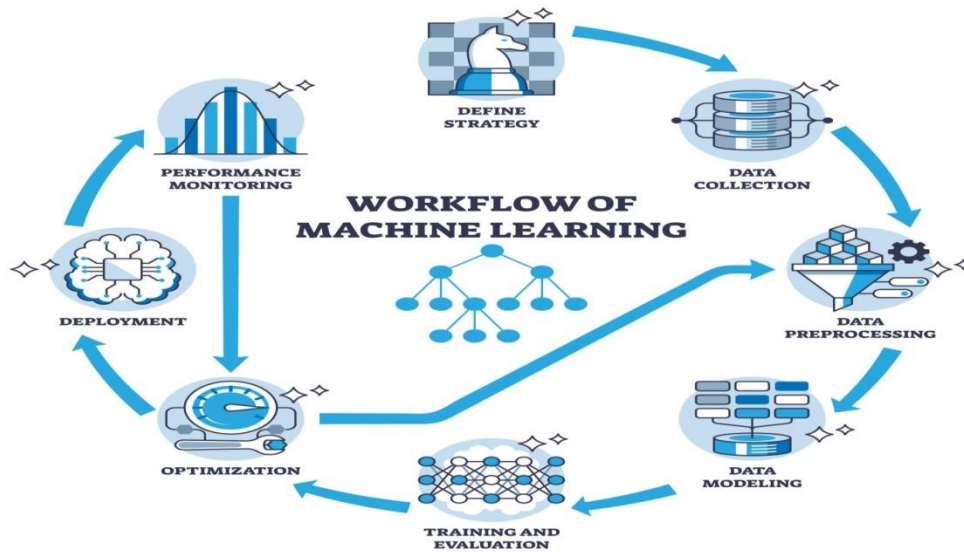 DEFINE
STRATEGY
DATA
COLLECTION
PERFORMANCE
MONITORING
WORKFLOW OF
MACHINE LEARNING
DATA
PREPROCESSING
DEPLOYMENT
DATA
MODELING
OPTIMIZATION
TRAINING AND
EVALUATION